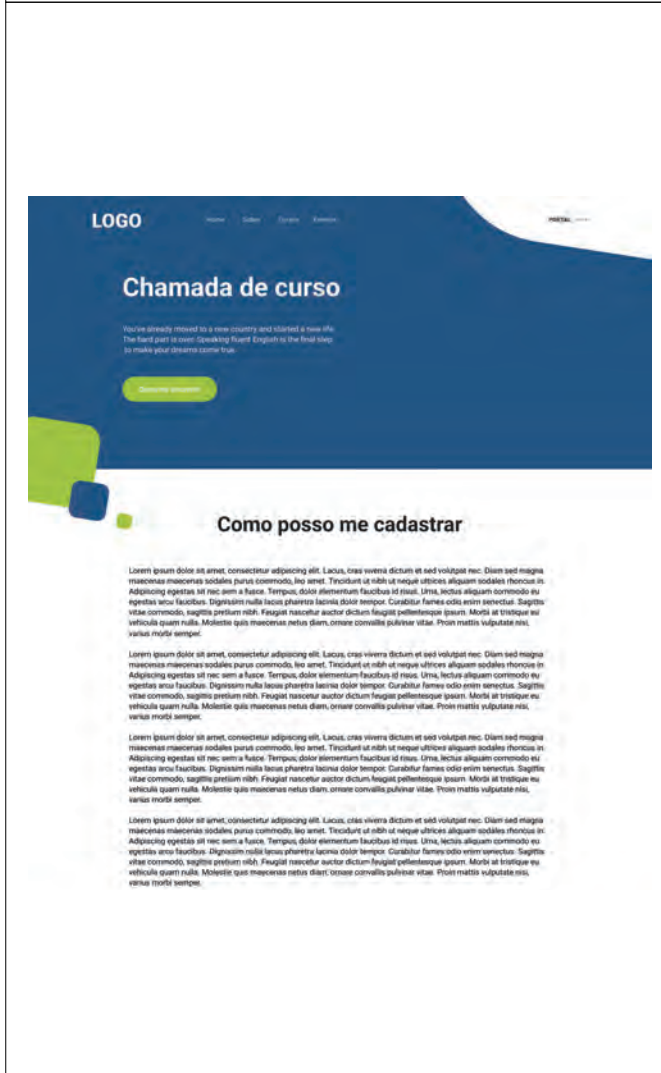 LOGO
Home Sobre Cursos Eventos
PORTAL
Chamada de curso
You've already moved to a new country and started a new life.
The hard part is over. Speaking fluent English is the final step
to make your dreams come true.
Como posso me cadastrar
Lorem ipsum dolor sit amet, consectetur adipiscing elit. Lacus, cras viverra dictum et sed volutpat nec. Diam sed magna
maecenas maecenas sodales purus commodo, leo amet. Tincidunt ut nibh ut neque ultrices aliquam sodales rhoncus in.
Adipiscing egestas sit nec sem a fusce. Tempus, dolor elementum faucibus id risus. Urna, lectus aliquam commodo eu
egestas arcu faucibus. Dignissim nulla lacus pharetra lacinia dolor tempor. Curabitur fames odio enim senectus. Sagittis
vitae commodo, sagittis pretium nibh. Feugiat nascetur auctor dictum feugiat pellentesque ipsum. Morbi at tristique eu
vehicula quam nulla. Molestie quis maecenas netus diam, ornare convallis pulvinar vitae. Proin mattis vulputate nisi,
varius morbi semper.
Lorem ipsum dolor sit amet, consectetur adipiscing elit. Lacus, cras viverra dictum et sed volutpat nec. Diam sed magna
maecenas maecenas sodales purus commodo, leo amet. Tincidunt ut nibh ut neque ultrices aliquam sodales rhoncus in.
Adipiscing egestas sit nec sem a fusce. Tempus, dolor elementum faucibus id risus. Urna, lectus aliquam commodo eu
egestas arcu faucibus. Dignissim nulla lacus pharetra lacinia dolor tempor. Curabitur fames odio enim senectus. Sagittis
vitae commodo, sagittis pretium nibh. Feugiat nascetur auctor dictum feugiat pellentesque ipsum. Morbi at tristique eu
vehicula quam nulla. Molestie quis maecenas netus diam, ornare convallis pulvinar vitae. Proin mattis vulputate nisi,
varius morbi semper.
Lorem ipsum dolor sit amet, consectetur adipiscing elit. Lacus, cras viverra dictum et sed volutpat nec. Diam sed magna
maecenas maecenas sodales purus commodo, leo amet. Tincidunt ut nibh ut neque ultrices aliquam sodales rhoncus in.
Adipiscing egestas sit nec sem a fusce. Tempus, dolor elementum faucibus id risus. Urna, lectus aliquam commodo eu
egestas arcu faucibus. Dignissim nulla lacus pharetra lacinia dolor tempor. Curabitur fames odio enim senectus. Sagittis
vitae commodo, sagittis pretium nibh. Feugiat nascetur auctor dictum feugiat pellentesque ipsum. Morbi at tristique eu
vehicula quam nulla. Molestie quis maecenas netus diam, ornare convallis pulvinar vitae. Proin mattis vulputate nisi,
varius morbi semper.
Lorem ipsum dolor sit amet, consectetur adipiscing elit. Lacus, cras viverra dictum et sed volutpat nec. Diam sed magna
maecenas maecenas sodales purus commodo, leo amet. Tincidunt ut nibh ut neque ultrices aliquam sodales rhoncus in.
Adipiscing egestas sit nec sem a fusce. Tempus, dolor elementum faucibus id risus. Urna, lectus aliquam commodo eu
egestas arcu faucibus. Dignissim nulla lacus pharetra lacinia dolor tempor. Curabitur fames odio enim senectus. Sagittis
vitae commodo, sagittis pretium nibh. Feugiat nascetur auctor dictum feugiat pellentesque ipsum. Morbi at tristique eu
vehicula quam nulla. Molestie quis maecenas netus diam, ornare convallis pulvinar vitae. Proin mattis vulputate nisi,
varius morbi semper.